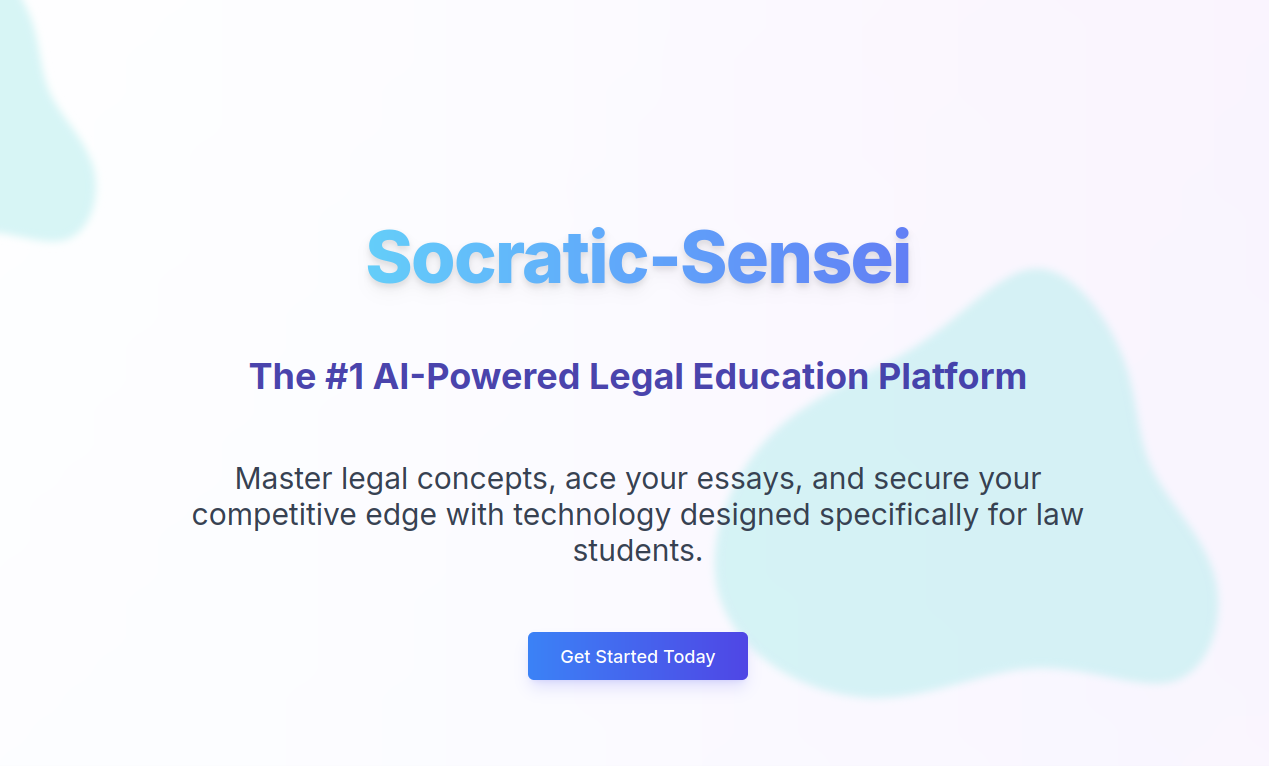 Socratic-Sensei
The #1 AI-Powered Legal Education Platform
Master legal concepts, ace your essays, and secure your
competitive edge with technology designed specifically for law
students.
Get Started Today